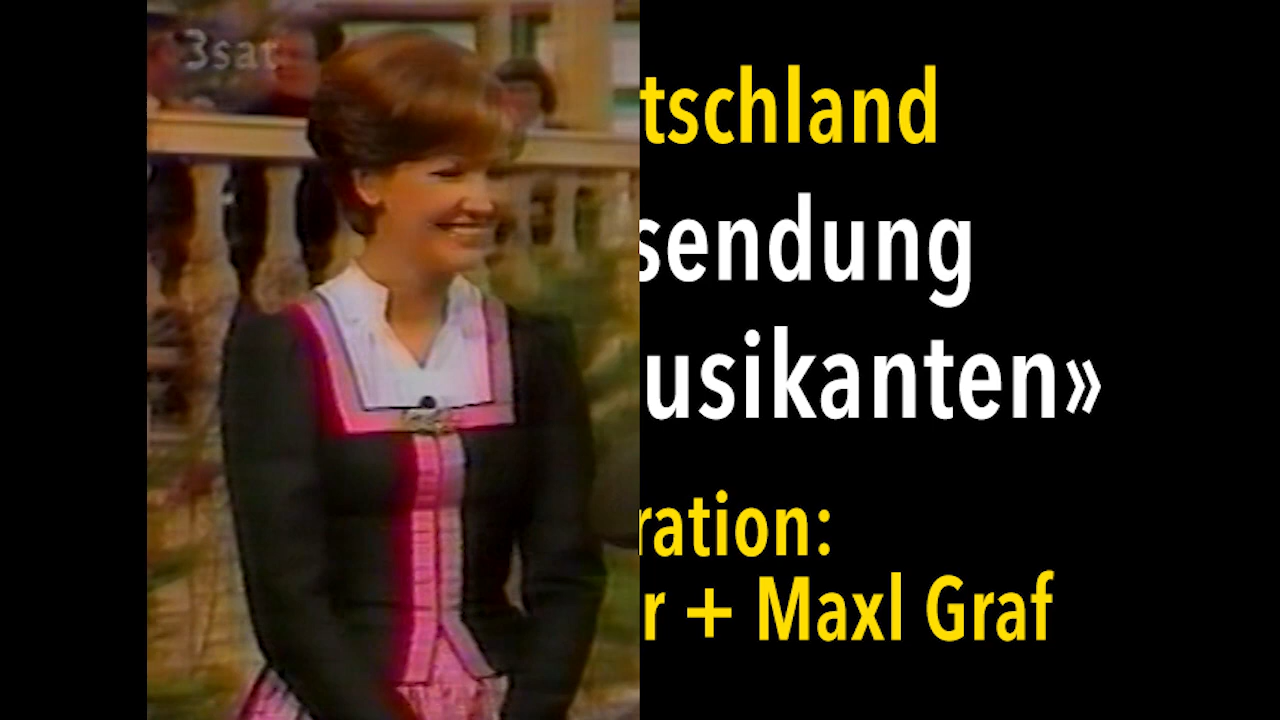 3sat
tschland
sendung
usikanten»
ration:
r + Maxl Graf